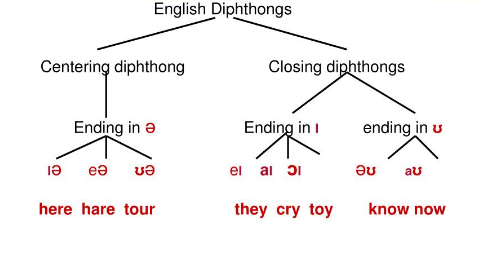 English Diphthongs
Centering diphthong Closing diphthongs
Ending in ə Ending in ɪ ending in ʊ
ɪə eə ʊə eɪ aɪ ɔɪ əʊ aʊ
here hare tour they cry toy know now